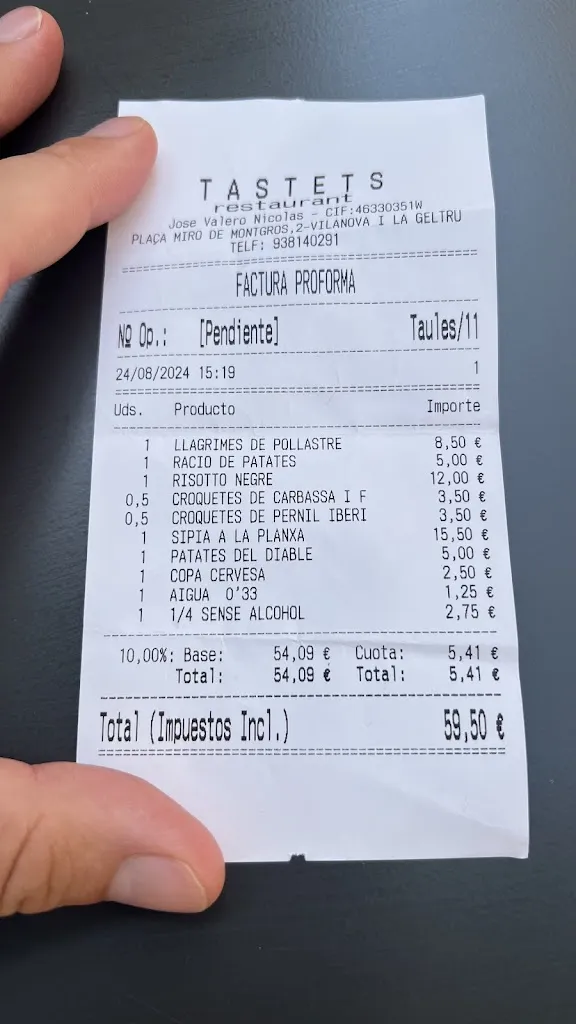 TASTETS
restaurant
Jose Valero Nicolas - CIF:46330351W
PLAÇA MIRO DE MONTGROS,2-VILANOVA I LA GELTRU
TELF: 938140291
FACTURA PROFORMA
Nº Op.: [Pendiente] Taules/11
24/08/2024 15:19 1
Uds. Producto Importe
1 LLAGRIMES DE POLLASTRE 8,50 €
1 RACIO DE PATATES 5,00 €
1 RISOTTO NEGRE 12,00 €
0,5 CROQUETES DE CARBASSA I F 3,50 €
0,5 CROQUETES DE PERNIL IBERI 3,50 €
1 SIPIA A LA PLANXA 15,50 €
1 PATATES DEL DIABLE 5,00 €
1 COPA CERVESA 2,50 €
1 AIGUA 0'33 1,25 €
1 1/4 SENSE ALCOHOL 2,75 €
10,00%: Base: 54,09 € Cuota: 5,41 €
Total: 54,09 € Total: 5,41 €
Total (Impuestos Incl.) 59,50 €